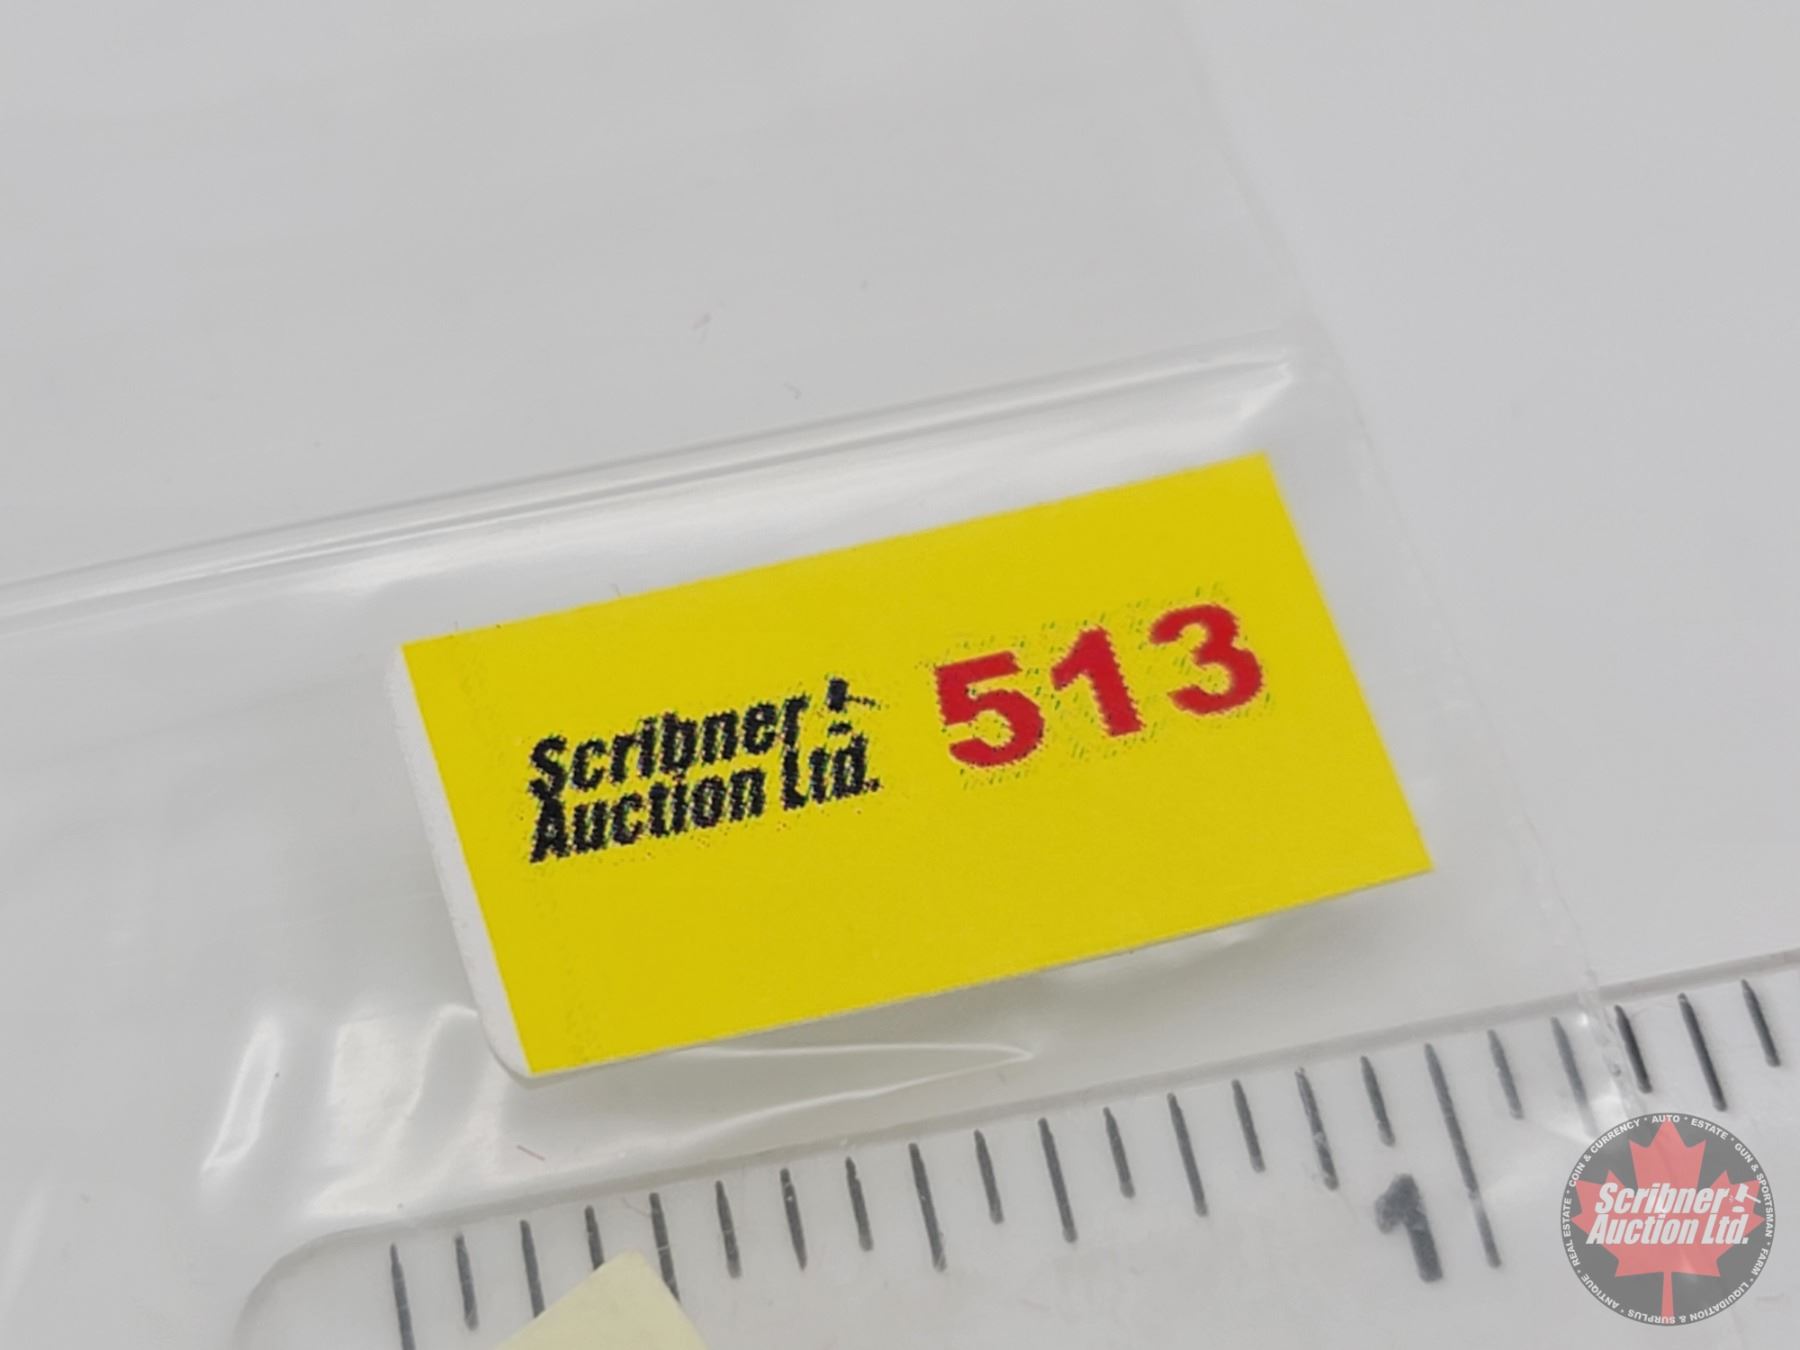 Scribner
Auction Ltd.
513
1
COIN & CURRENCY · AUTO · ESTATE · GUN & SPORTSMAN · FARM · LIQUIDATION & SURPLUS · ANTIQUE · REAL ESTATE ·
Scribner
Auction Ltd.